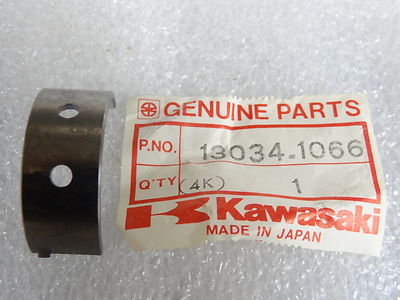 GENUINE PARTS
P.NO. 13034-1066
Q'TY (4K) 1
Kawasaki
MADE IN JAPAN